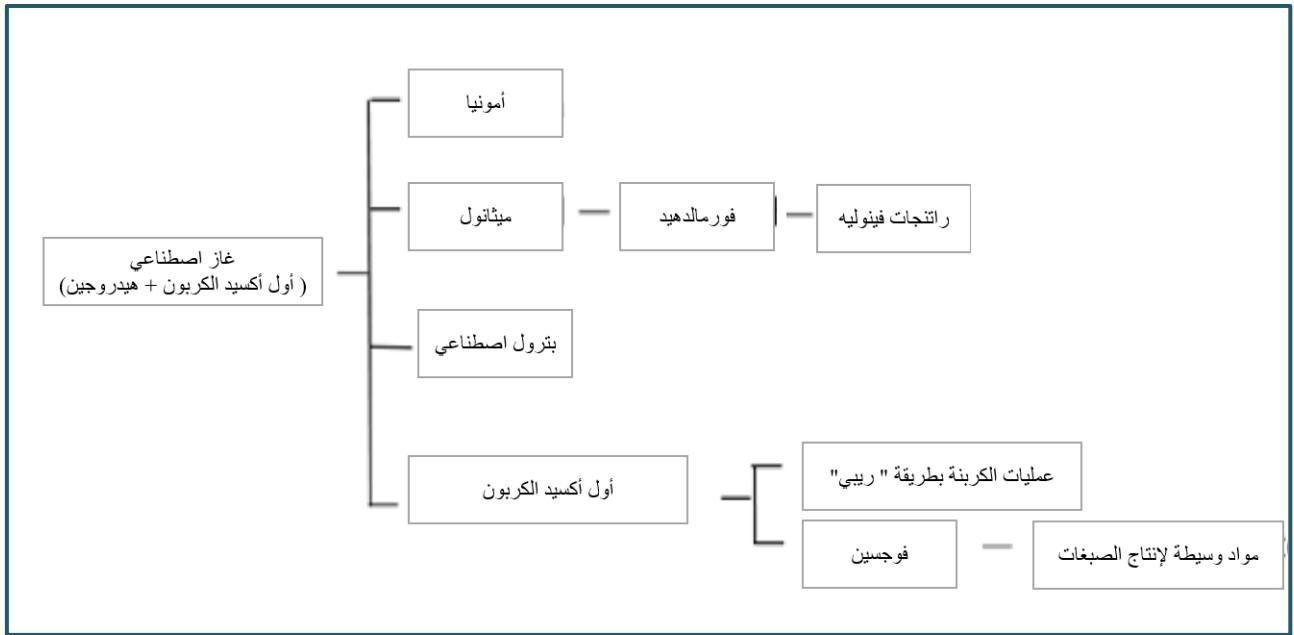 أمونيا
ميثانول
فورمالدهيد
راتنجات فينوليه
غاز اصطناعي
( أول أكسيد الكربون + هيدروجين)
بترول اصطناعي
أول أكسيد الكربون
عمليات الكربنة بطريقة " ريبي"
فوجسين
مواد وسيطة لإنتاج الصبغات